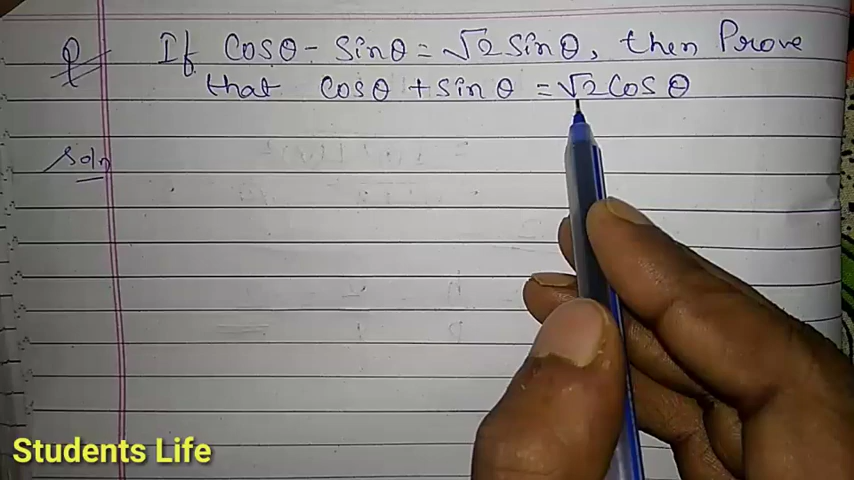 Q If Cosθ - Sinθ = √2 Sinθ, then Prove
that Cosθ + Sinθ = √2 Cosθ
Soln
Students Life